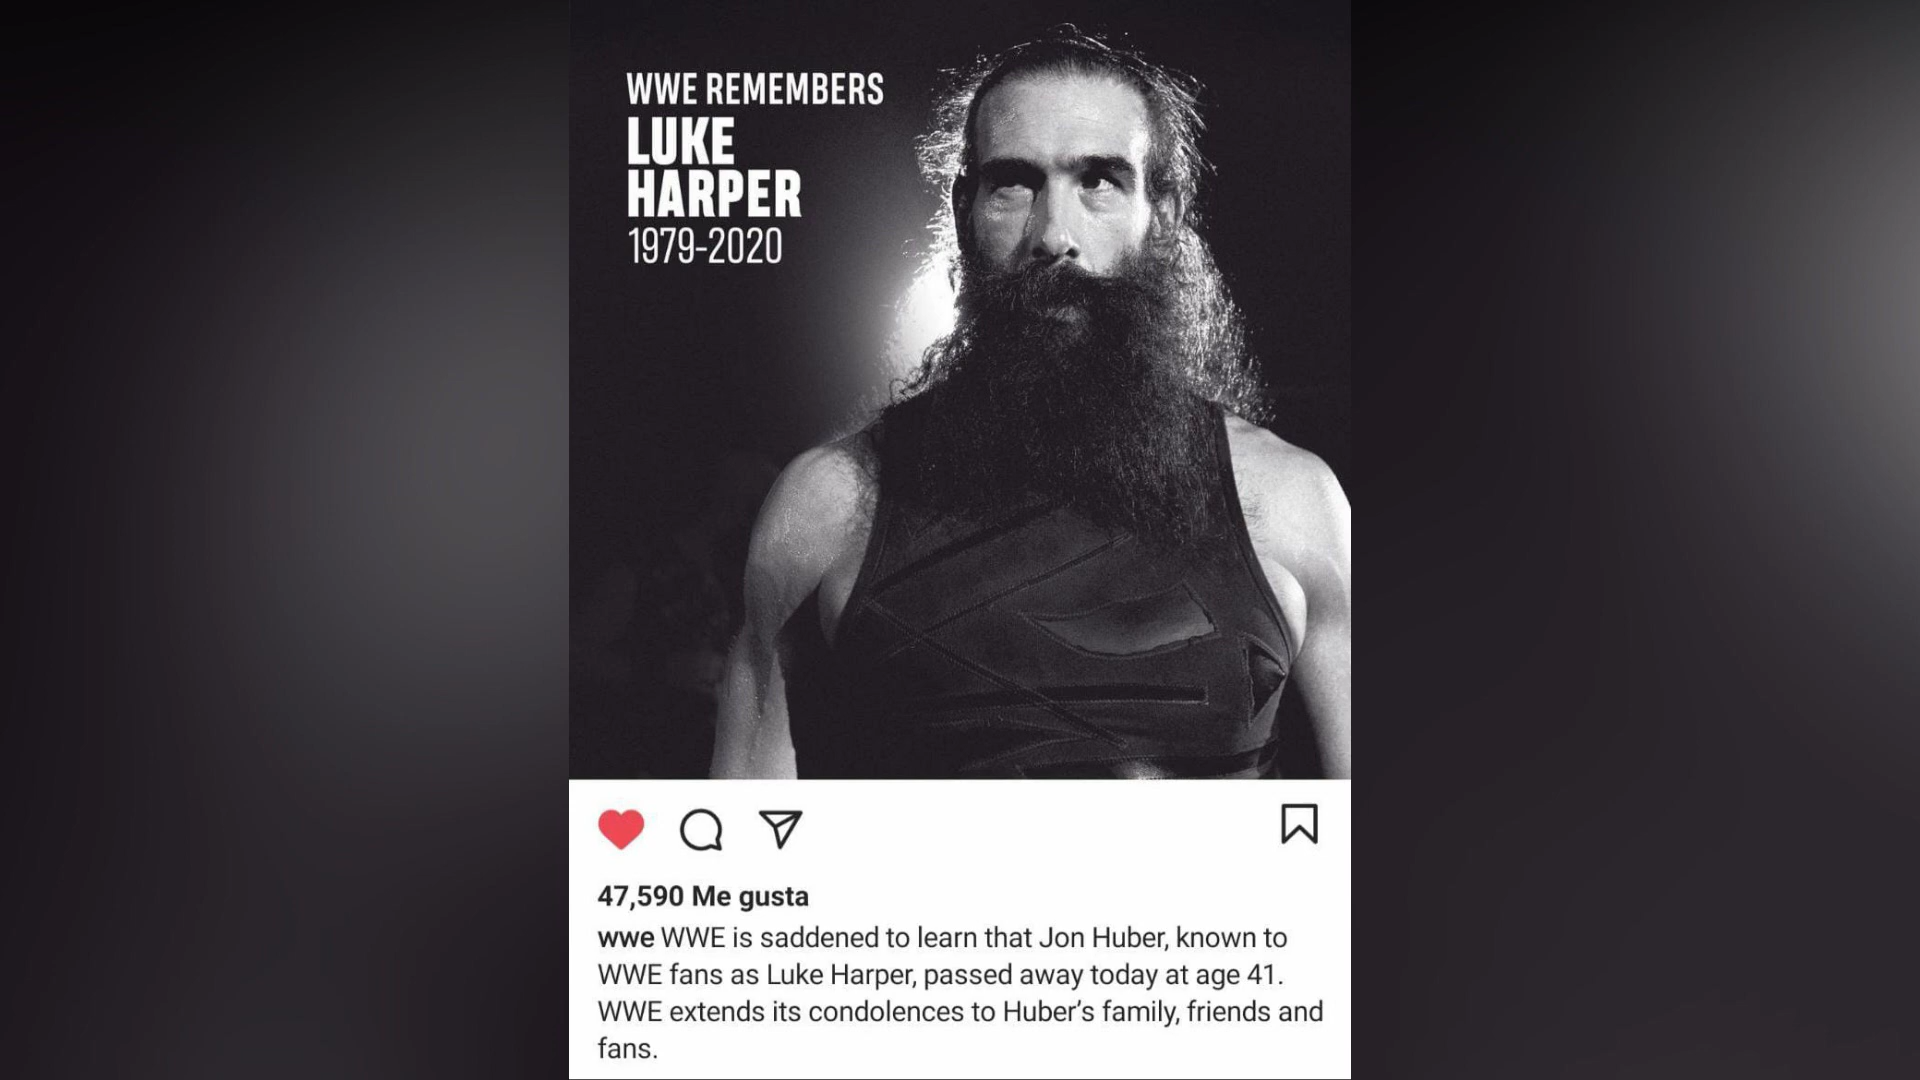 WWE REMEMBERS
LUKE
HARPER
1979-2020
47,590 Me gusta
wwe WWE is saddened to learn that Jon Huber, known to
WWE fans as Luke Harper, passed away today at age 41.
WWE extends its condolences to Huber’s family, friends and
fans.